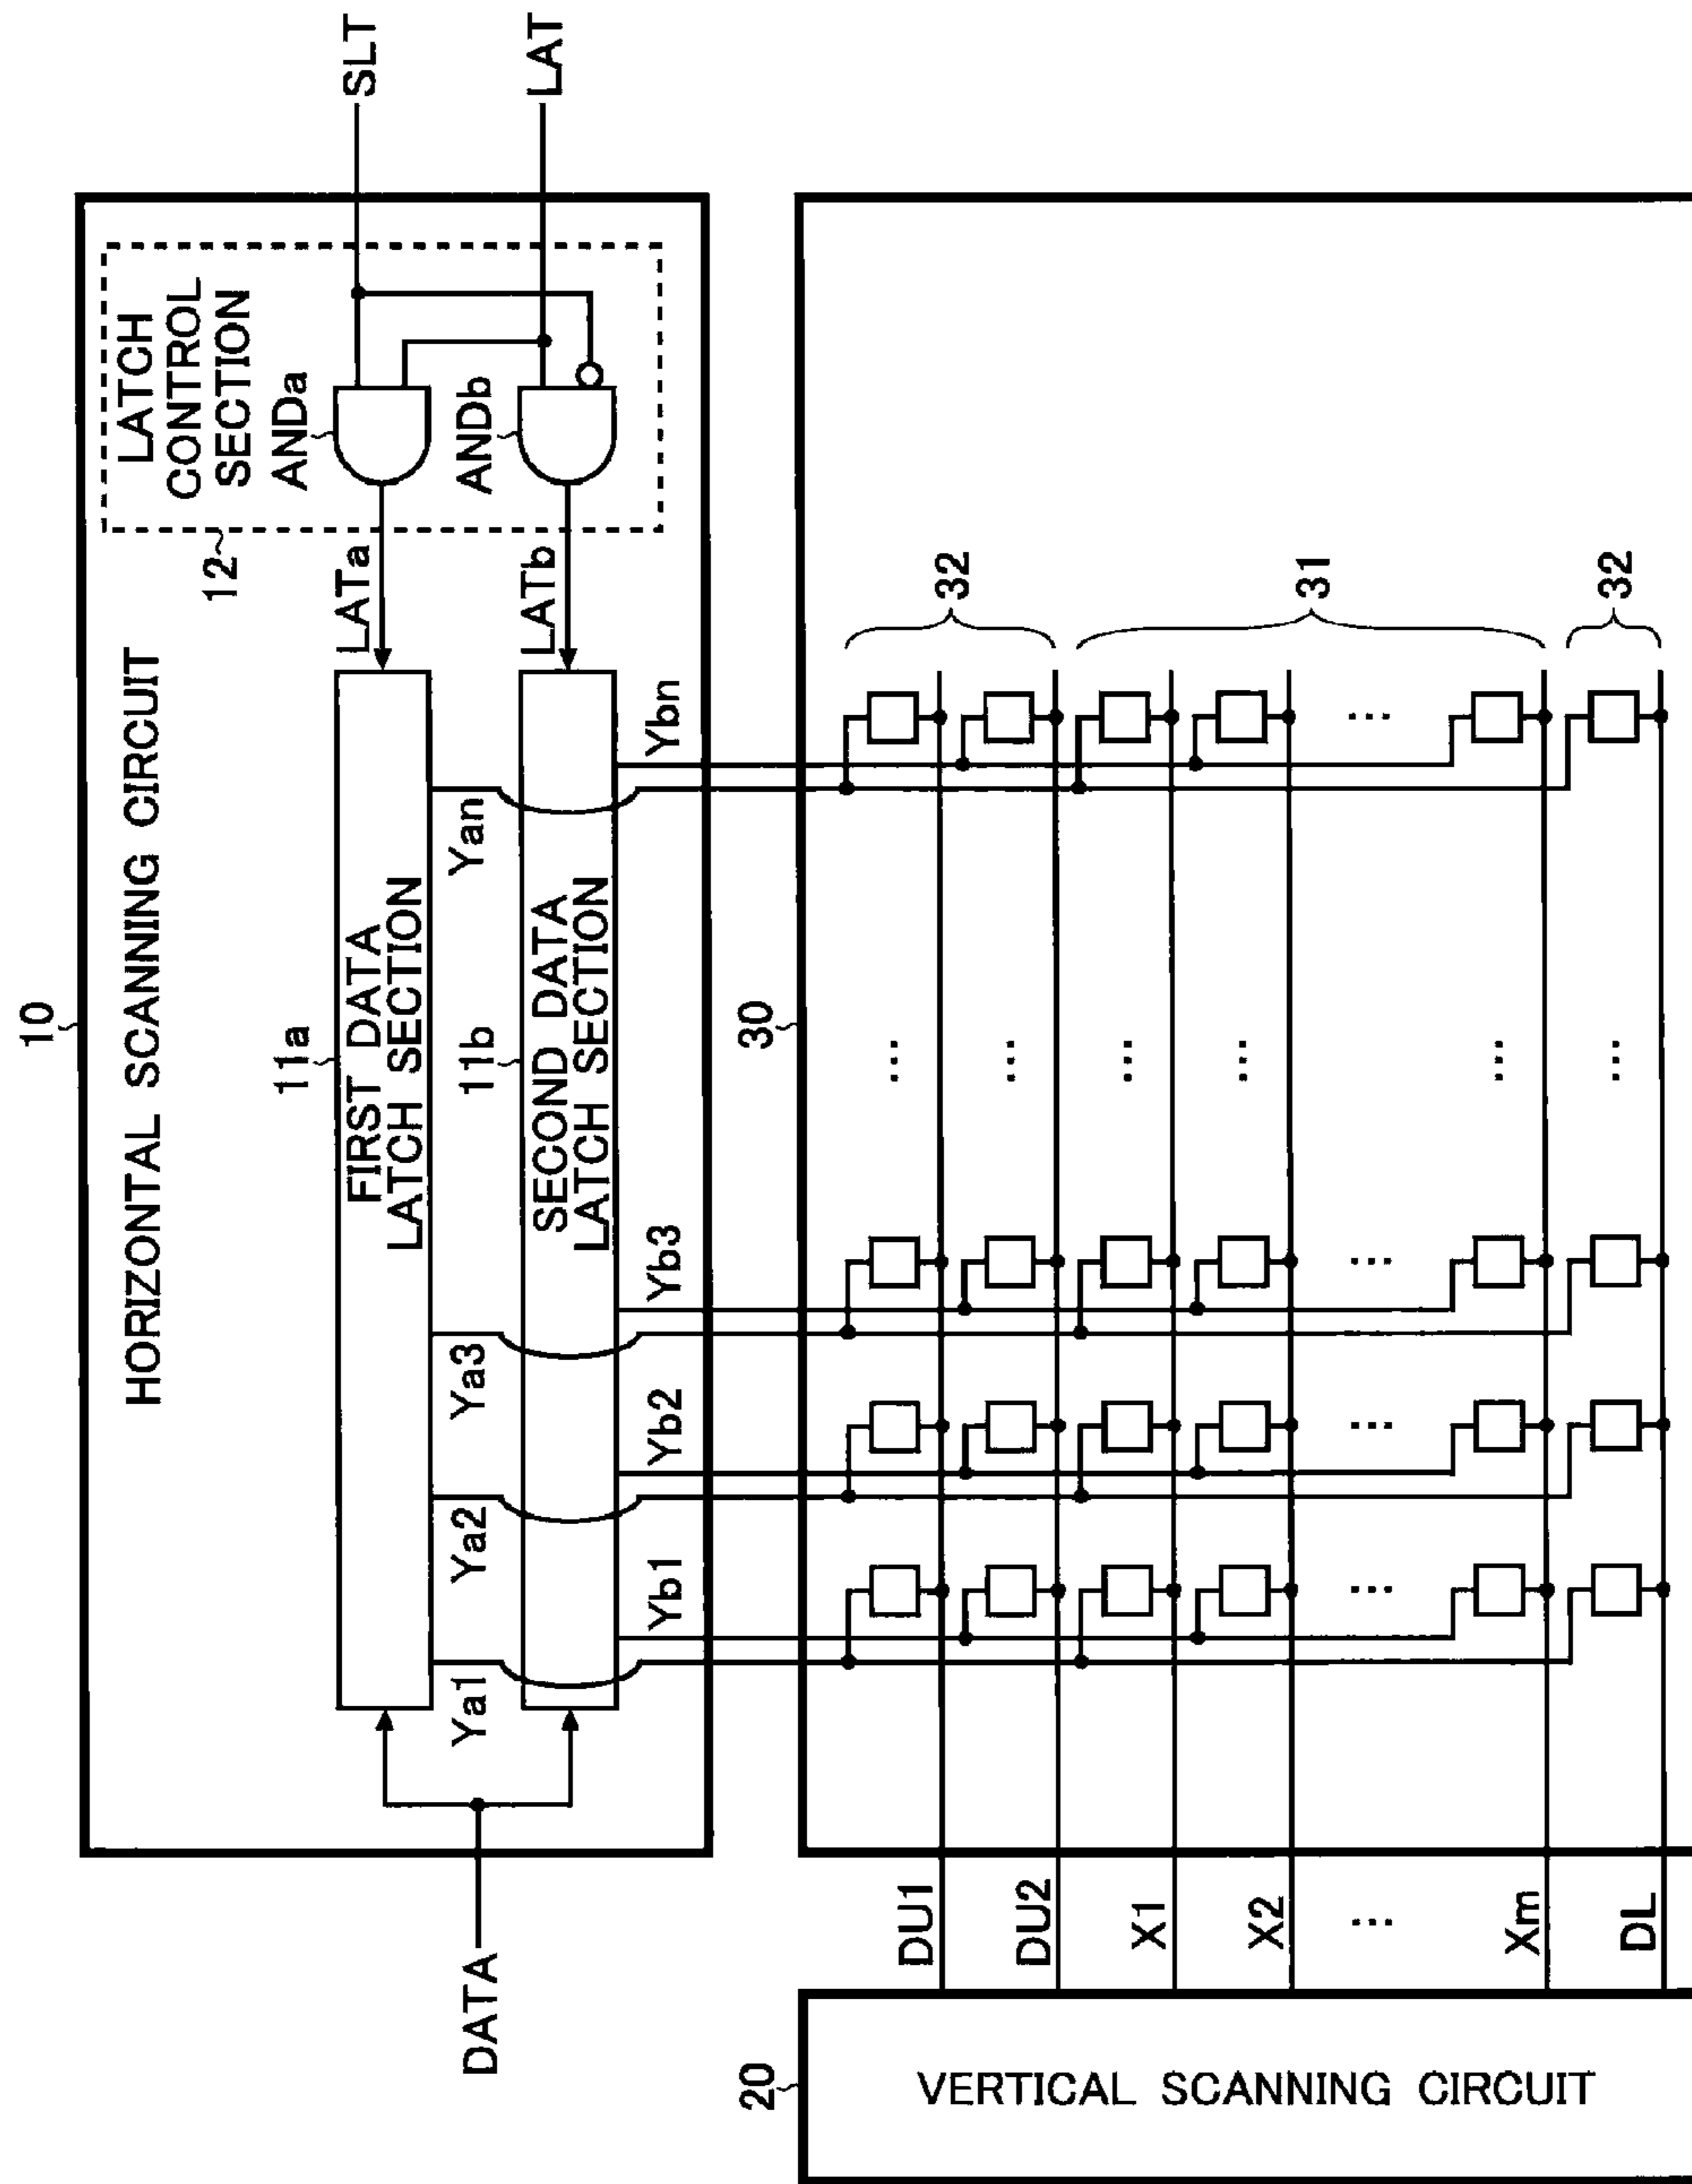 10
HORIZONTAL SCANNING CIRCUIT
11a
FIRST DATA
LATCH SECTION
11b
SECOND DATA
LATCH SECTION
12
LATCH
CONTROL
SECTION
ANDa
ANDb
SLT
LAT
LATa
LATb
DATA
Ya1
Ya2
Ya3
Yan
Yb1
Yb2
Yb3
Ybn
30
20
VERTICAL SCANNING CIRCUIT
DU1
...
32
DU2
...
X1
...
31
X2
...
... ... ... ... ...
Xm
...
DL
...
32